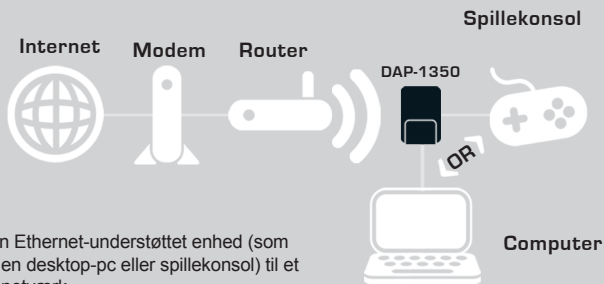 Spillekonsol
Internet
Modem
Router
DAP-1350
OR
Computer
n Ethernet-understøttet enhed (som
en desktop-pc eller spillekonsol) til et